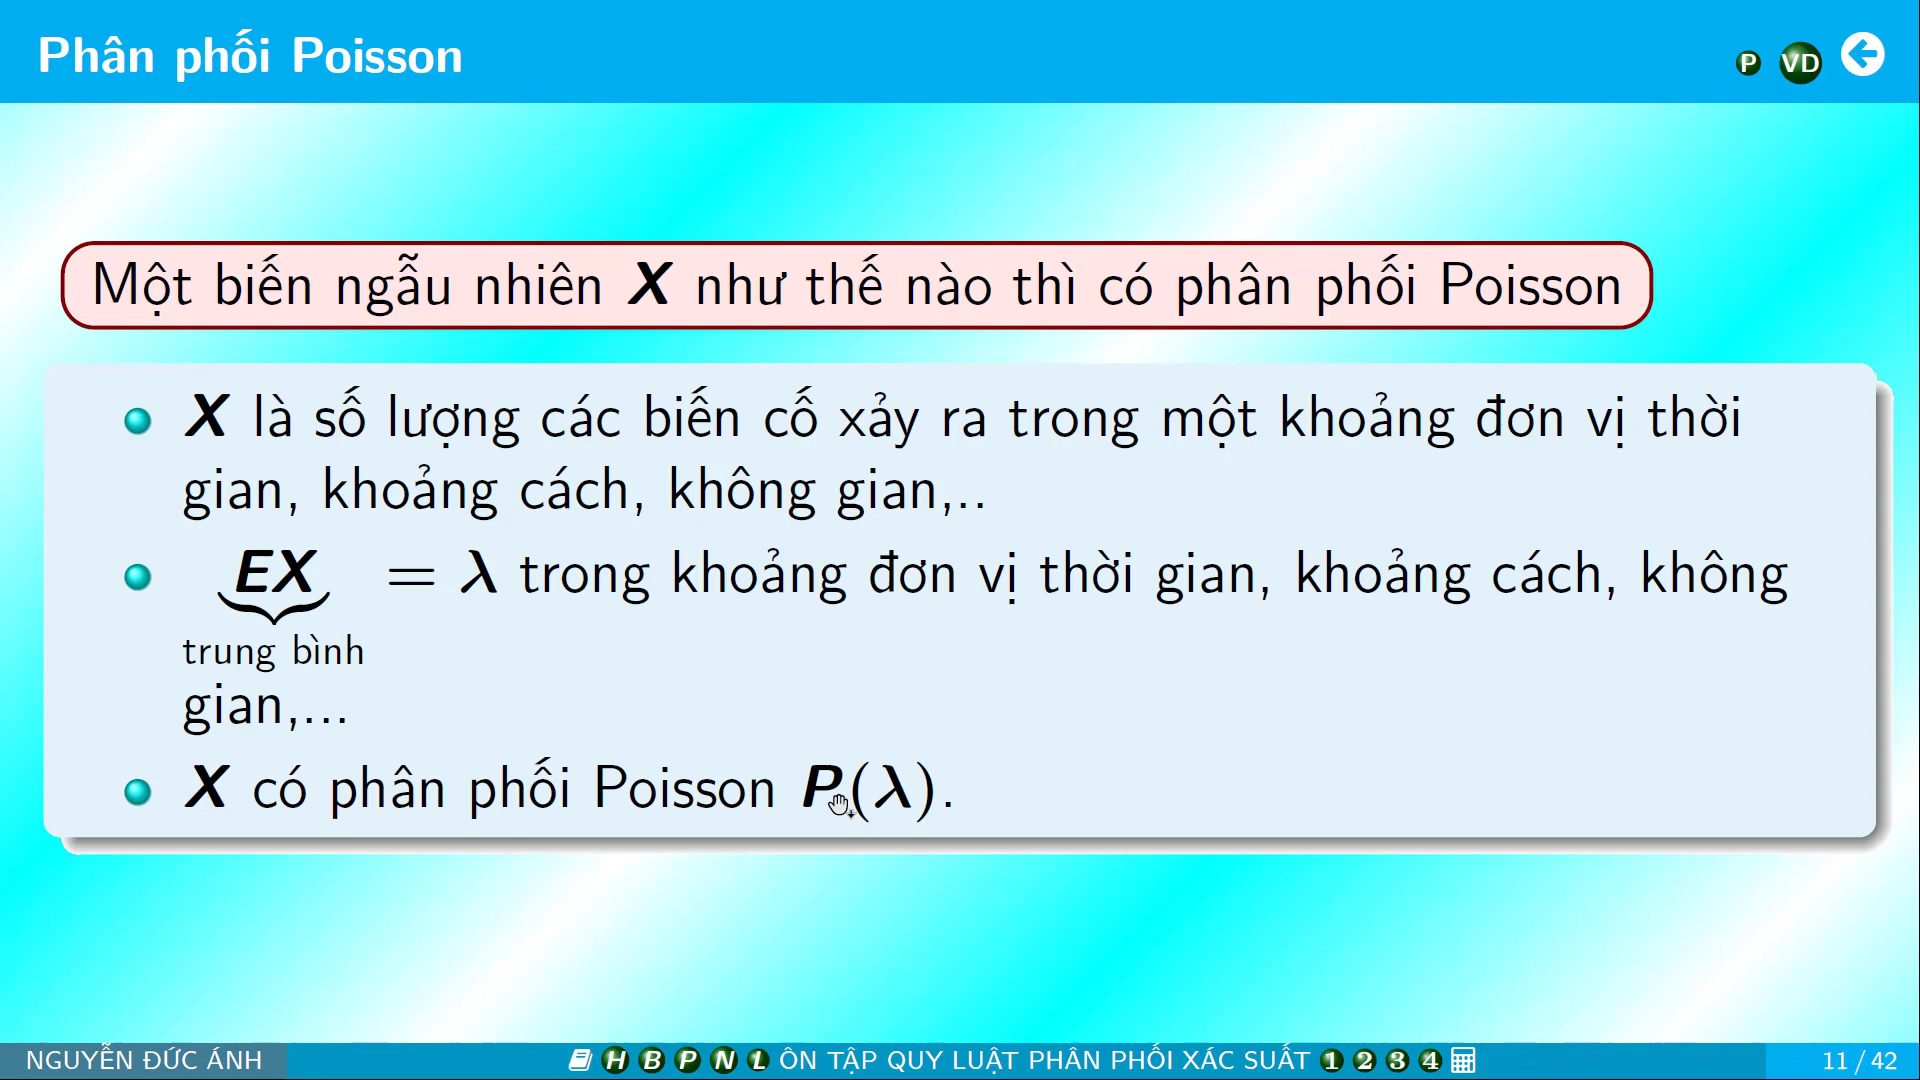 Phân phối Poisson
P VD
Một biến ngẫu nhiên X như thế nào thì có phân phối Poisson
X là số lượng các biến cố xảy ra trong một khoảng đơn vị thời
gian, khoảng cách, không gian,..
EX = λ trong khoảng đơn vị thời gian, khoảng cách, không
trung bình
gian,...
X có phân phối Poisson P(λ).
NGUYỄN ĐỨC ÁNH
H B P N L ÔN TẬP QUY LUẬT PHÂN PHỐI XÁC SUẤT 1 2 3 4
11 / 42